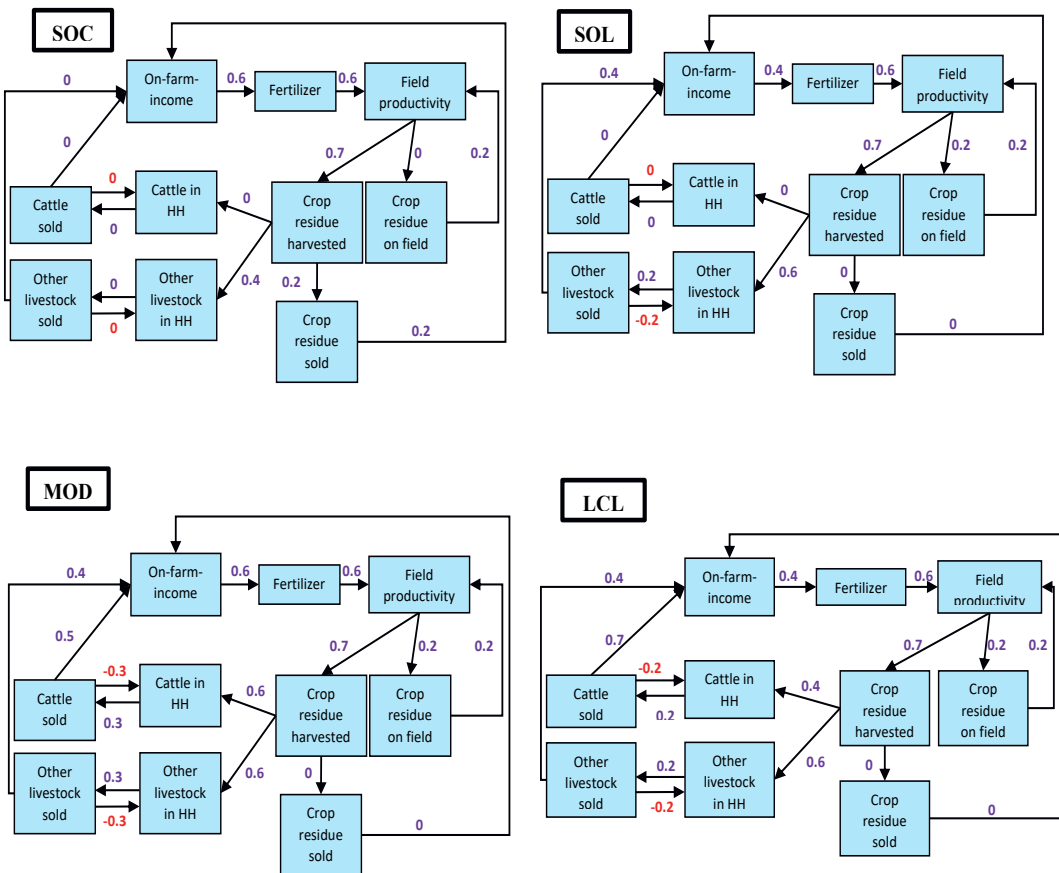 SOC
0
On-farm-
income
0.6
Fertilizer
0.6
Field
productivity
0
0.7
0
0.2
0
Cattle
sold
Cattle in
HH
0
0
Crop
residue
harvested
Crop
residue
on field
Other
livestock
sold
0
0
Other
livestock
in HH
0.4
0.2
Crop
residue
sold
0.2
SOL
0.4
On-farm-
income
0.4
Fertilizer
0.6
Field
productivity
0
0.7
0.2
0.2
0
Cattle
sold
Cattle in
HH
0
0
Crop
residue
harvested
Crop
residue
on field
Other
livestock
sold
0.2
-0.2
Other
livestock
in HH
0.6
0
Crop
residue
sold
0
MOD
0.4
On-farm-
income
0.6
Fertilizer
0.6
Field
productivity
0.5
0.7
0.2
0.2
-0.3
Cattle
sold
Cattle in
HH
0.3
0.6
Crop
residue
harvested
Crop
residue
on field
Other
livestock
sold
0.3
-0.3
Other
livestock
in HH
0.6
0
Crop
residue
sold
0
LCL
0.4
On-farm-
income
0.4
Fertilizer
0.6
Field
productivity
0.7
0.7
0.2
0.2
-0.2
Cattle
sold
Cattle in
HH
0.2
0.4
Crop
residue
harvested
Crop
residue
on field
Other
livestock
sold
0.2
-0.2
Other
livestock
in HH
0.6
0
Crop
residue
sold
0